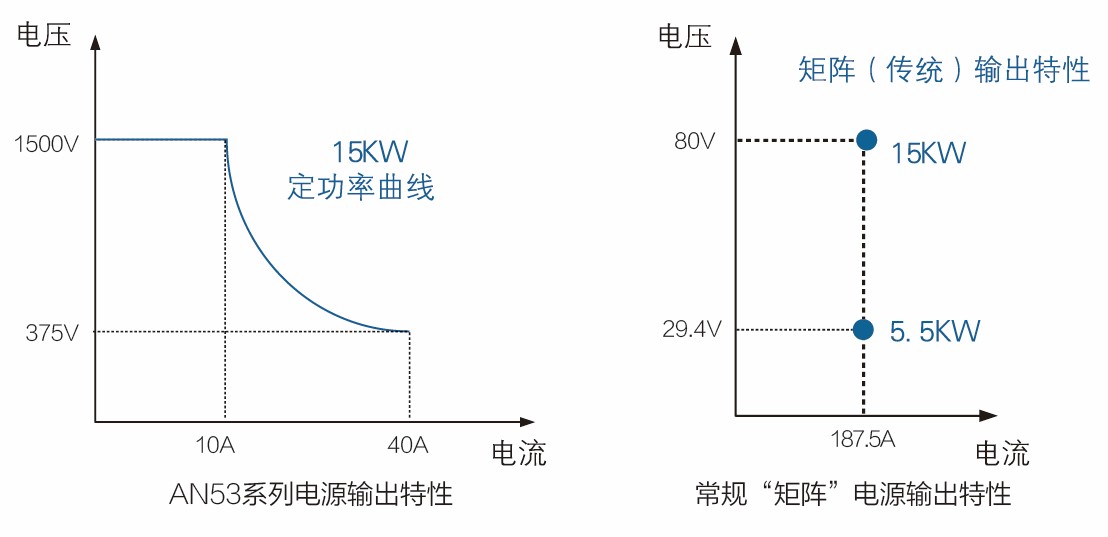 电压
1500V
15KW
定功率曲线
375V
10A
40A
电流
AN53系列电源输出特性
电压
矩阵（传统）输出特性
80V
15KW
29.4V
5.5KW
187.5A
电流
常规“矩阵”电源输出特性